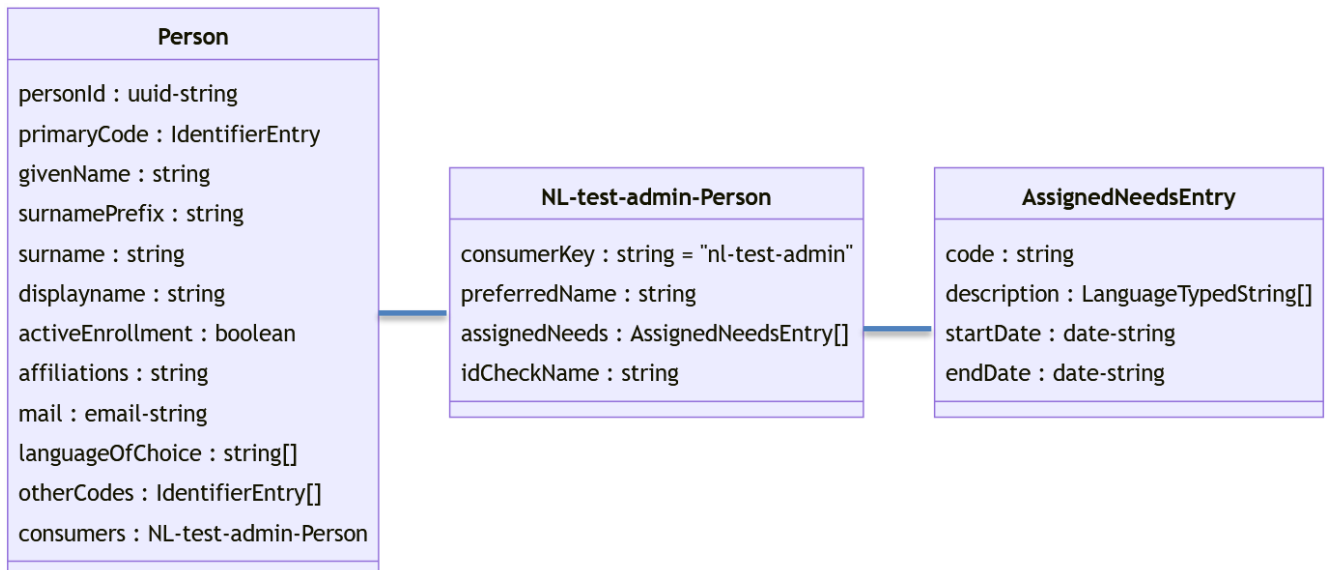 Person
personId : uuid-string
primaryCode : IdentifierEntry
givenName : string
surnamePrefix : string
surname : string
displayname : string
activeEnrollment : boolean
affiliations : string
mail : email-string
languageOfChoice : string[]
otherCodes : IdentifierEntry[]
consumers : NL-test-admin-Person
NL-test-admin-Person
consumerKey : string = "nl-test-admin"
preferredName : string
assignedNeeds : AssignedNeedsEntry[]
idCheckName : string
AssignedNeedsEntry
code : string
description : LanguageTypedString[]
startDate : date-string
endDate : date-string